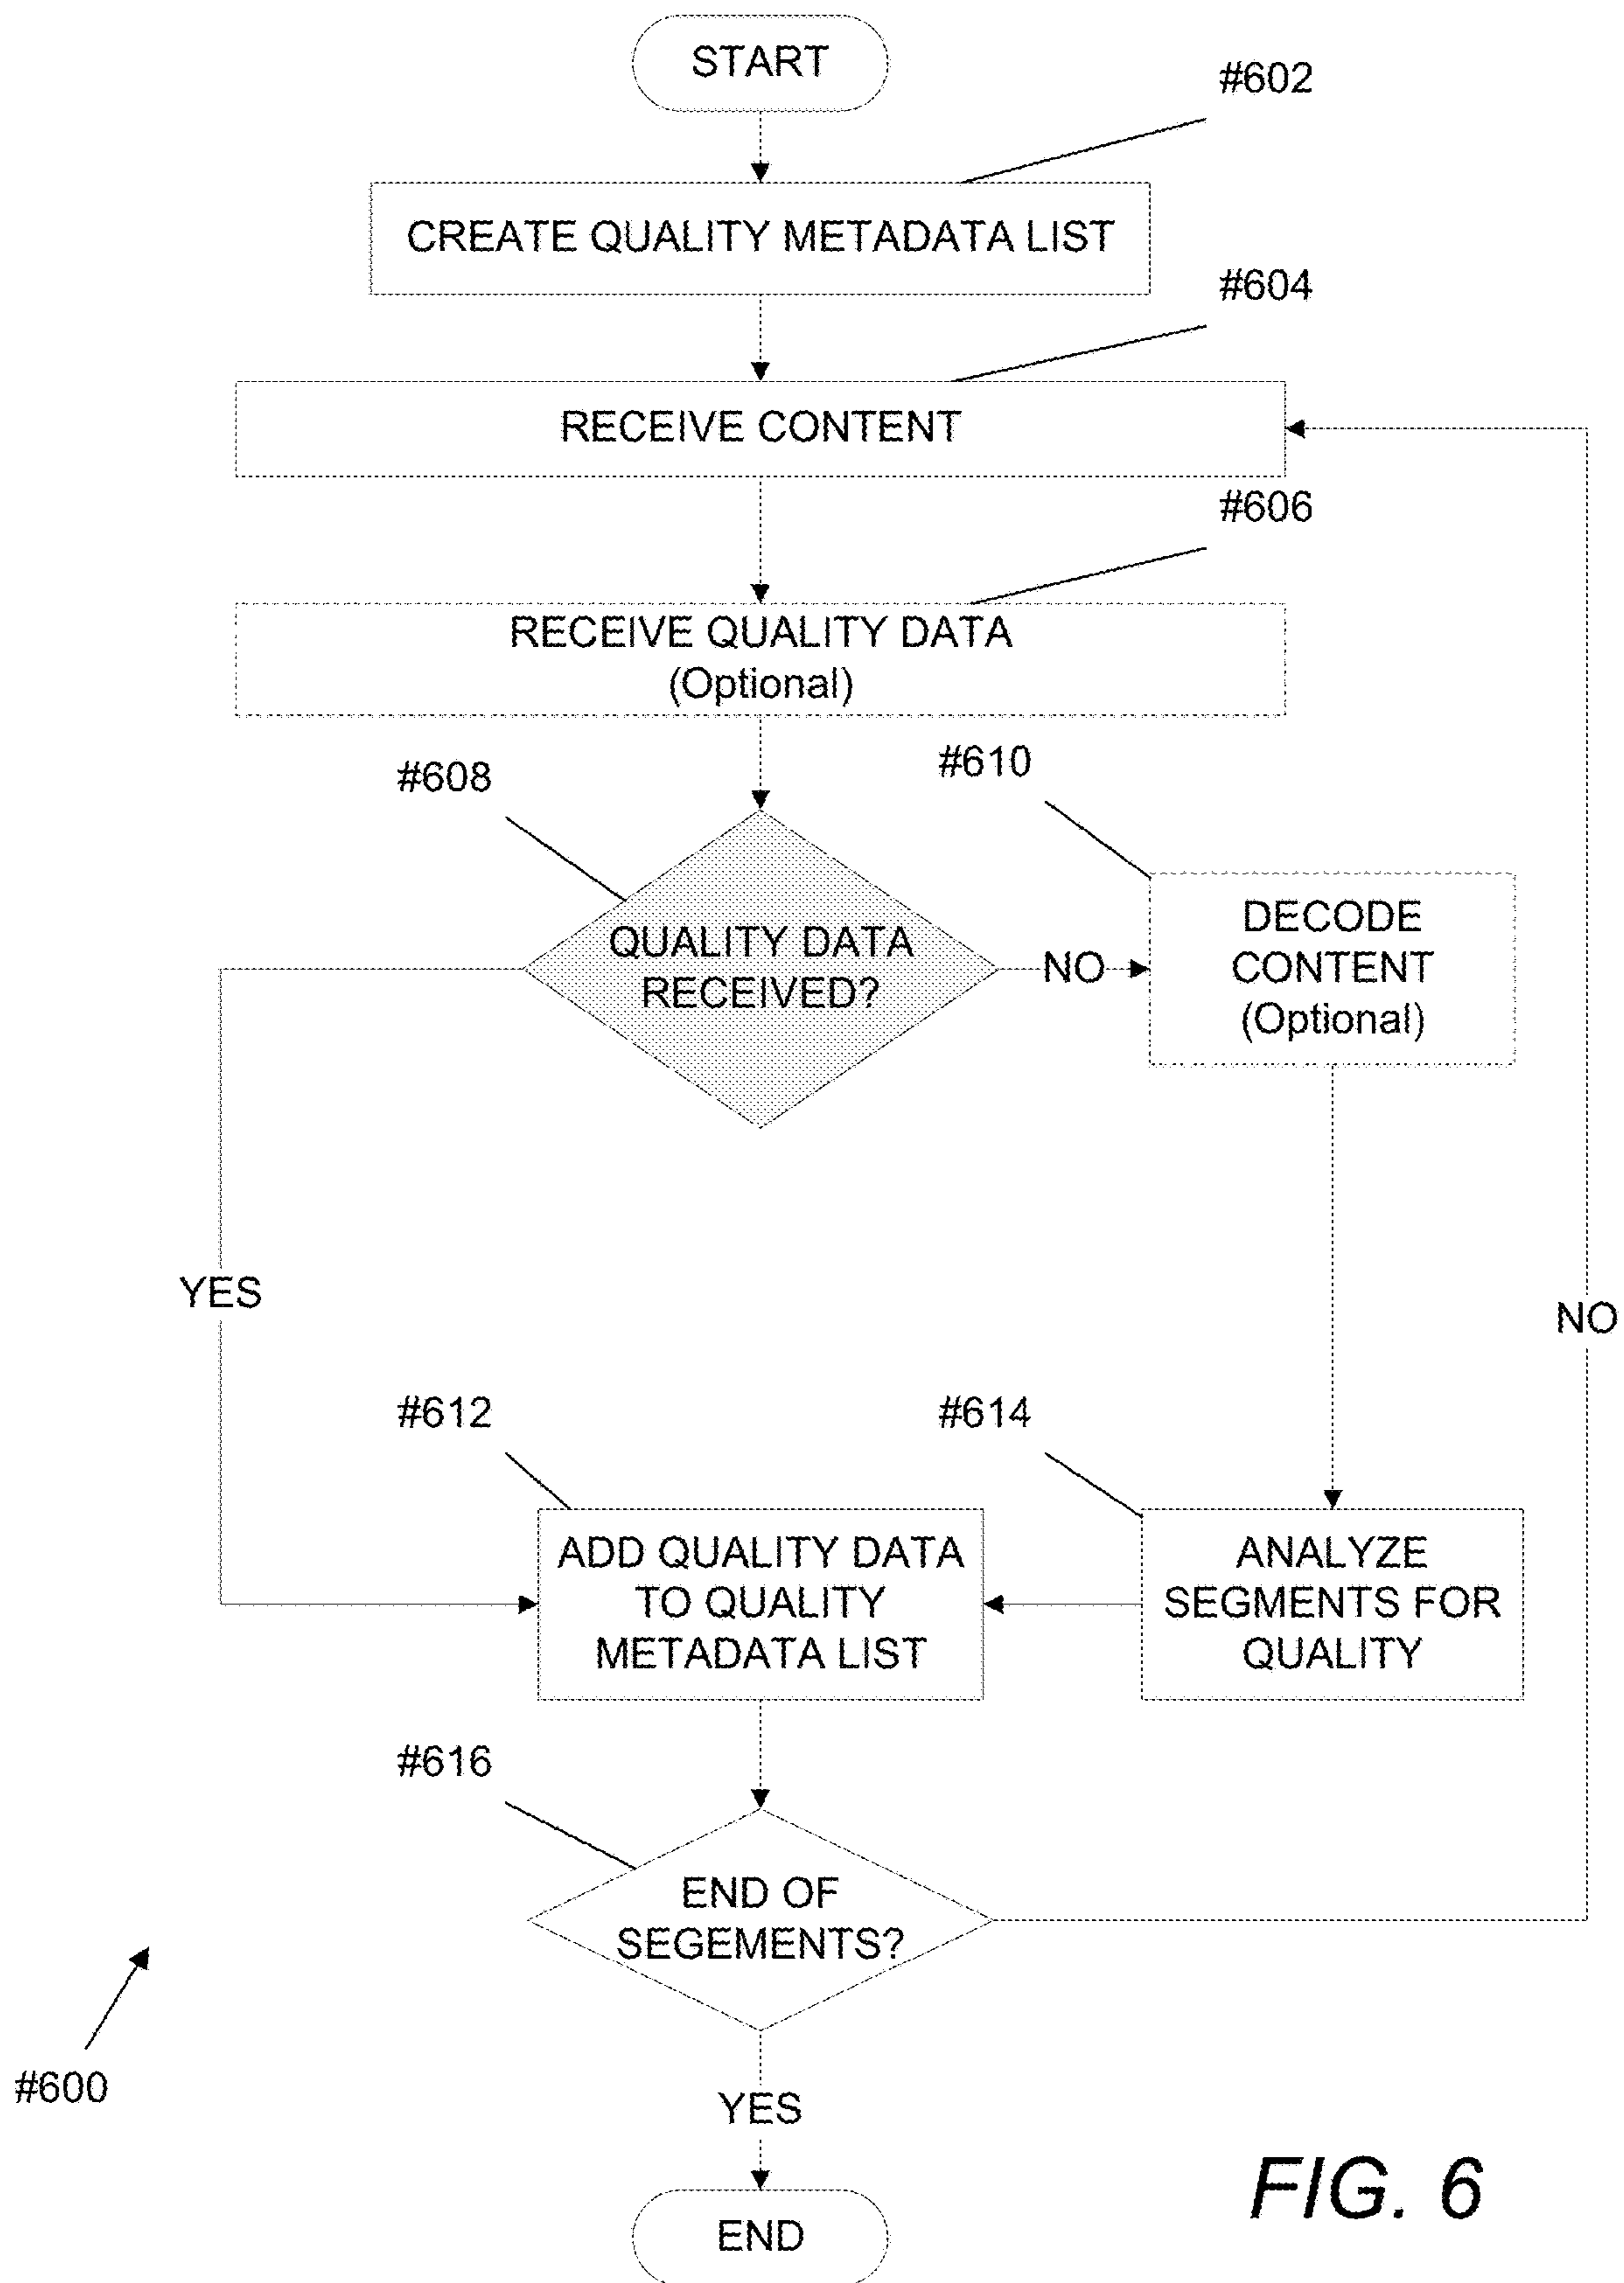 START
#602
CREATE QUALITY METADATA LIST
#604
RECEIVE CONTENT
#606
RECEIVE QUALITY DATA
(Optional)
#608
#610
QUALITY DATA
RECEIVED?
NO
DECODE
CONTENT
(Optional)
YES
NO
#612
#614
ADD QUALITY DATA
TO QUALITY
METADATA LIST
ANALYZE
SEGMENTS FOR
QUALITY
#616
END OF
SEGEMENTS?
#600
YES
END
FIG. 6